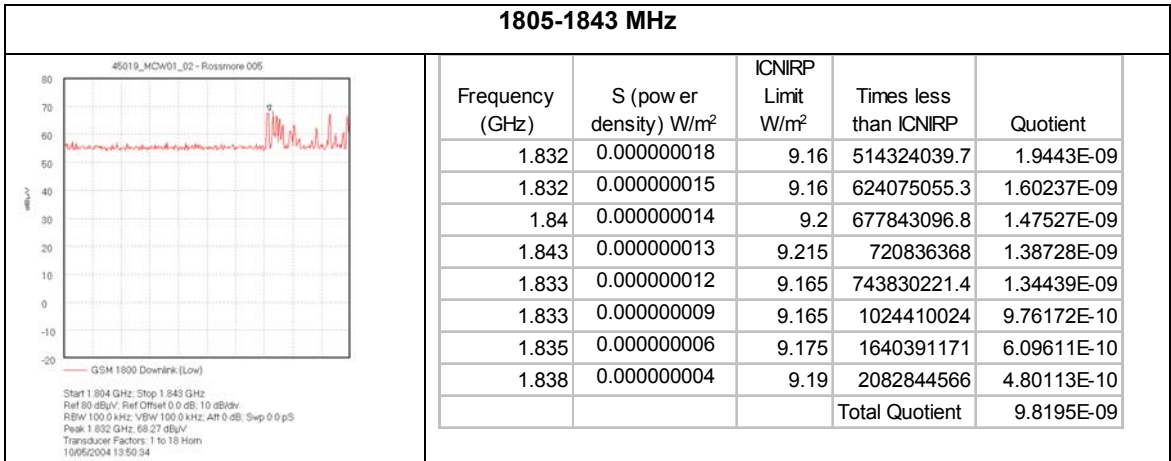 1805-1843 MHz
45019_MCW01_02 - Rossmore 005
80
70
60
50
40
30
20
10
0
-10
-20
dBµV
GSM 1800 Downlink (Low)
Start 1.804 GHz; Stop 1.843 GHz
Ref 80 dBµV; Ref Offset 0.0 dB; 10 dB/div
RBW 100.0 kHz; VBW 100.0 kHz; Att 0 dB; Swp 0.0 pS
Peak 1.832 GHz, 68.27 dBµV
Transducer Factors: 1 to 18 Horn
10/05/2004 13:50:34
Frequency (GHz) S (pow er density) W/m² ICNIRP Limit W/m² Times less than ICNIRP Quotient
1.832 0.000000018 9.16 514324039.7 1.9443E-09
1.832 0.000000015 9.16 624075055.3 1.60237E-09
1.84 0.000000014 9.2 677843096.8 1.47527E-09
1.843 0.000000013 9.215 720836368 1.38728E-09
1.833 0.000000012 9.165 743830221.4 1.34439E-09
1.833 0.000000009 9.165 1024410024 9.76172E-10
1.835 0.000000006 9.175 1640391171 6.09611E-10
1.838 0.000000004 9.19 2082844566 4.80113E-10
Total Quotient 9.8195E-09